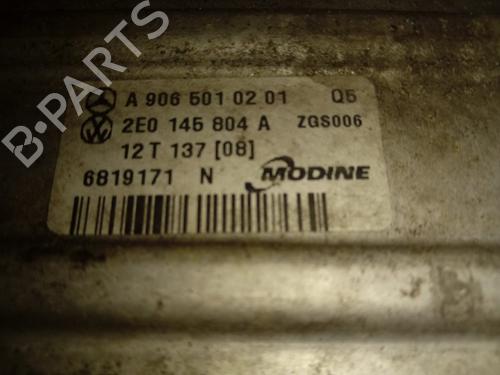 B-PARTS
A 906 501 02 01 Q5
2E0 145 804 A ZGS006
12 T 137 [08]
6819171 N MODINE